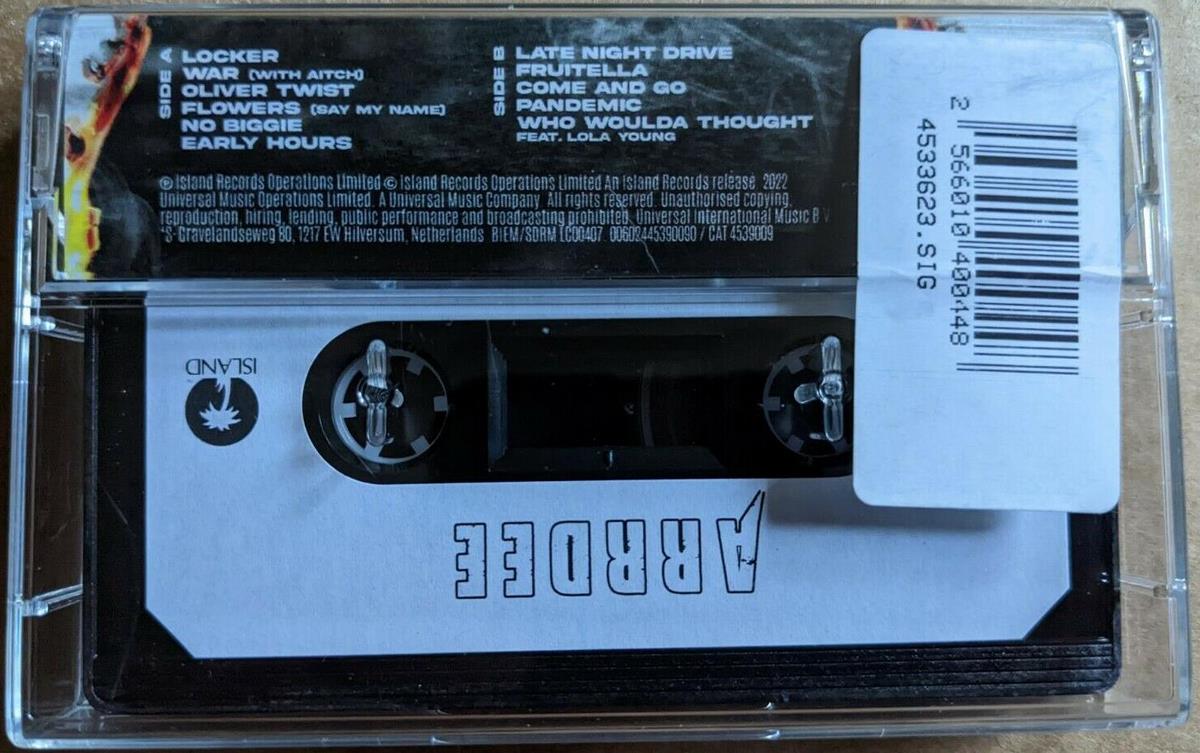 SIDE A
LOCKER
WAR (WITH AITCH)
OLIVER TWIST
FLOWERS (SAY MY NAME)
NO BIGGIE
EARLY HOURS
SIDE B
LATE NIGHT DRIVE
FRUITELLA
COME AND GO
PANDEMIC
WHO WOULDA THOUGHT
FEAT. LOLA YOUNG
℗ Island Records Operations Limited © Island Records Operations Limited An Island Records release. 2022
Universal Music Operations Limited. A Universal Music Company. All rights reserved. Unauthorised copying,
reproduction, hiring, lending, public performance and broadcasting prohibited. Universal International Music B.V.
'S-Gravelandseweg 80, 1217 EW Hilversum, Netherlands BIEM/SDRM LC00407. 00602445390090 / CAT 4539009
2 566010 400448
4533623.SIG
ISLAND
ARRDEE